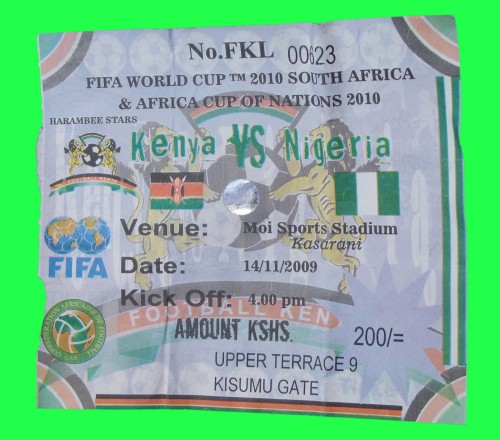 No.FKL 00623
FIFA WORLD CUP ™ 2010 SOUTH AFRICA
& AFRICA CUP OF NATIONS 2010
HARAMBEE STARS
Kenya VS Nigeria
FIFA
Venue: Moi Sports Stadium
Kasarani
Date: 14/11/2009
Kick Off: 4.00 pm
FOOTBALL KEN
AMOUNT KSHS. 200/=
UPPER TERRACE 9
KISUMU GATE